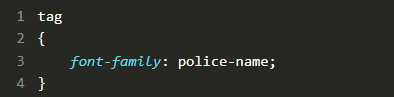 1 tag
2 {
3     font-family: police-name;
4 }